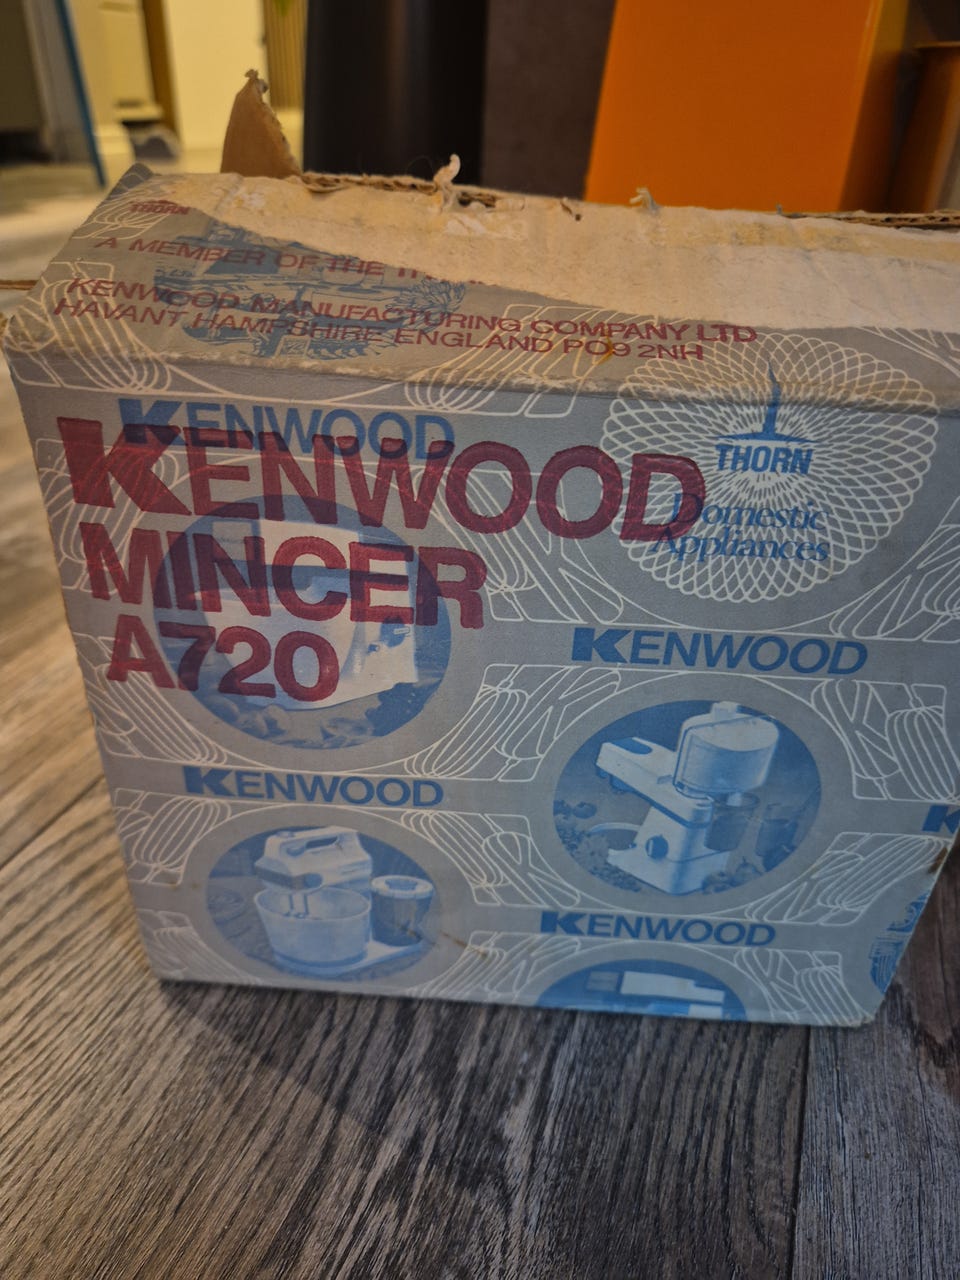 THORN
A MEMBER OF THE
KENWOOD MANUFACTURING COMPANY LTD
HAVANT HAMPSHIRE ENGLAND PO9 2NH
KENWOOD
KENWOOD
MINCER
A720
THORN
Domestic
Appliances
KENWOOD
KENWOOD
KENWOOD